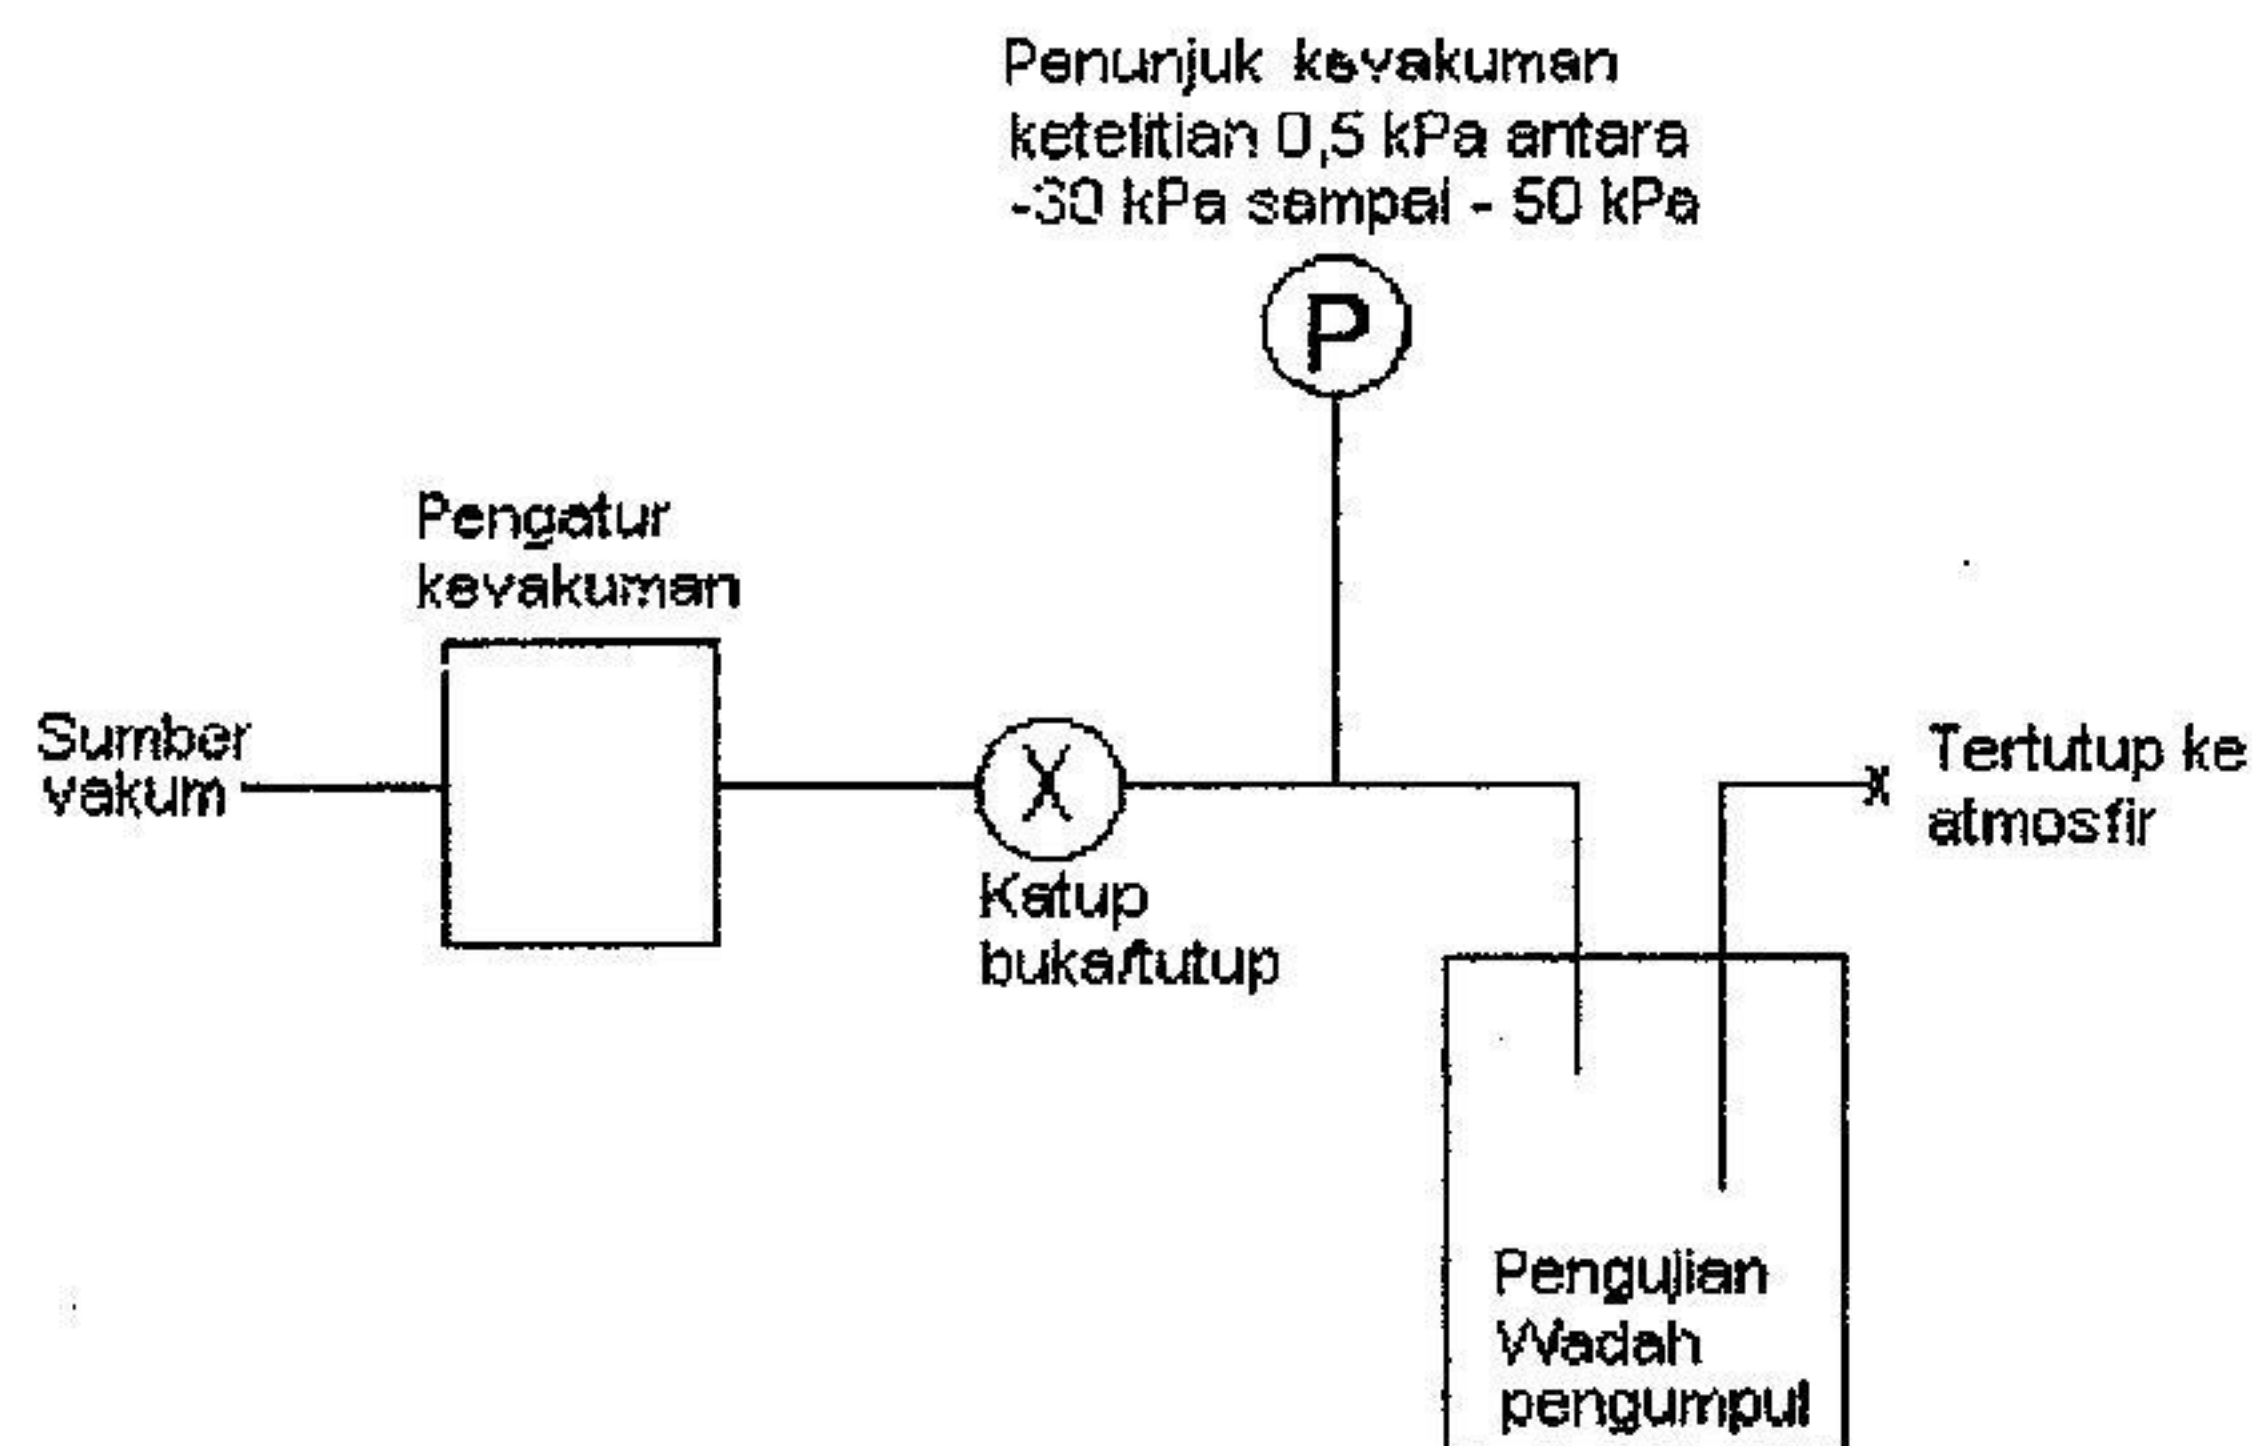 Penunjuk kevakuman
ketelitian 0,5 kPa antara
-30 kPa sampai - 50 kPa
P
Pengatur
kevakuman
Sumber
vakum
X
Katup
buka/tutup
X
Tertutup ke
atmosfir
Pengujian
Wadah
pengumpul